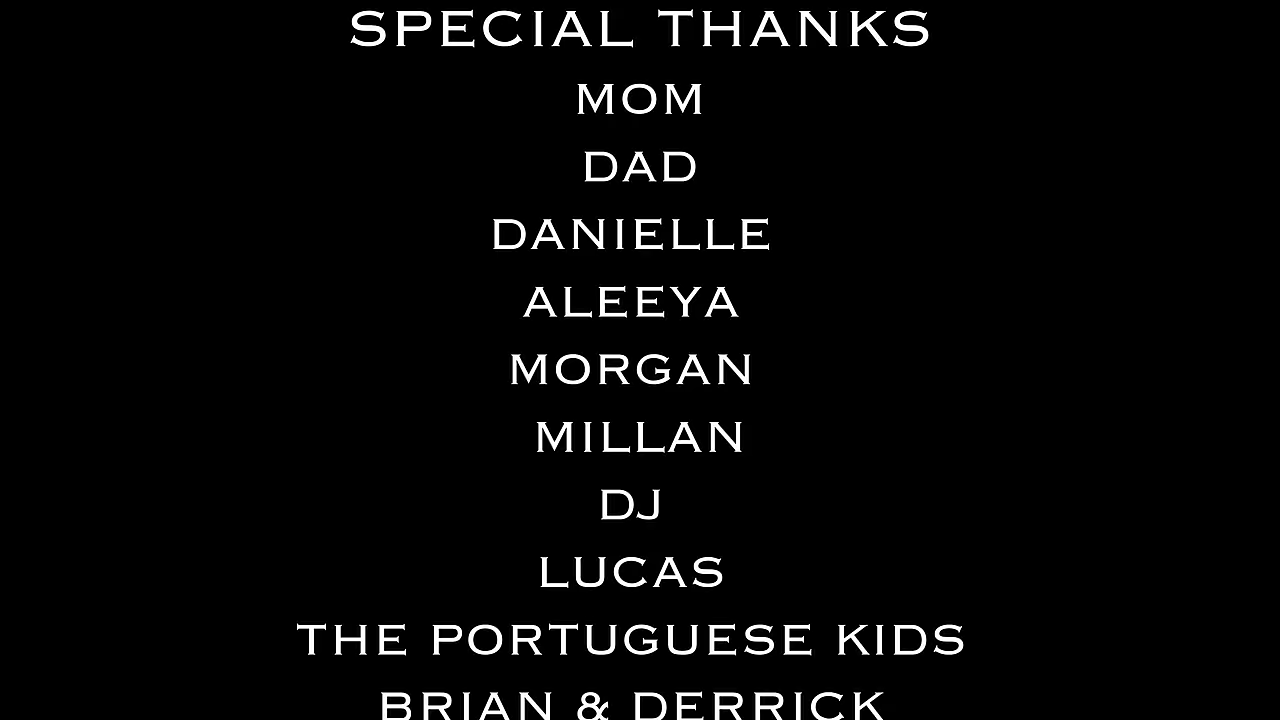 SPECIAL THANKS
MOM
DAD
DANIELLE
ALEEYA
MORGAN
MILLAN
DJ
LUCAS
THE PORTUGUESE KIDS
BRIAN & DERRICK